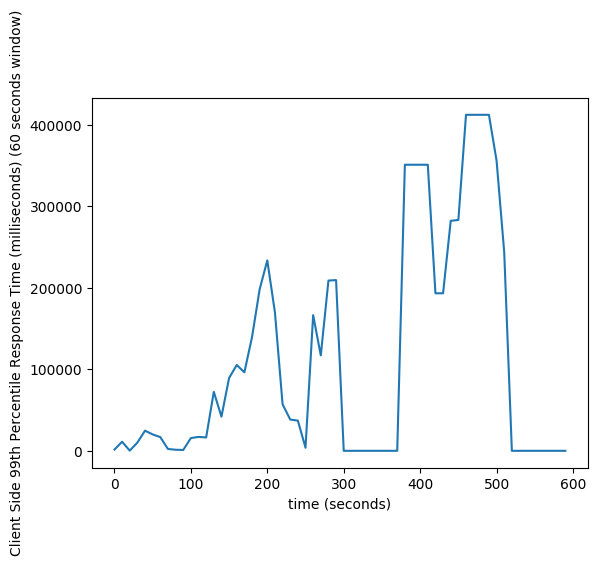 Client Side 99th Percentile Response Time (milliseconds) (60 seconds window)
400000
300000
200000
100000
0
0 100 200 300 400 500 600
time (seconds)